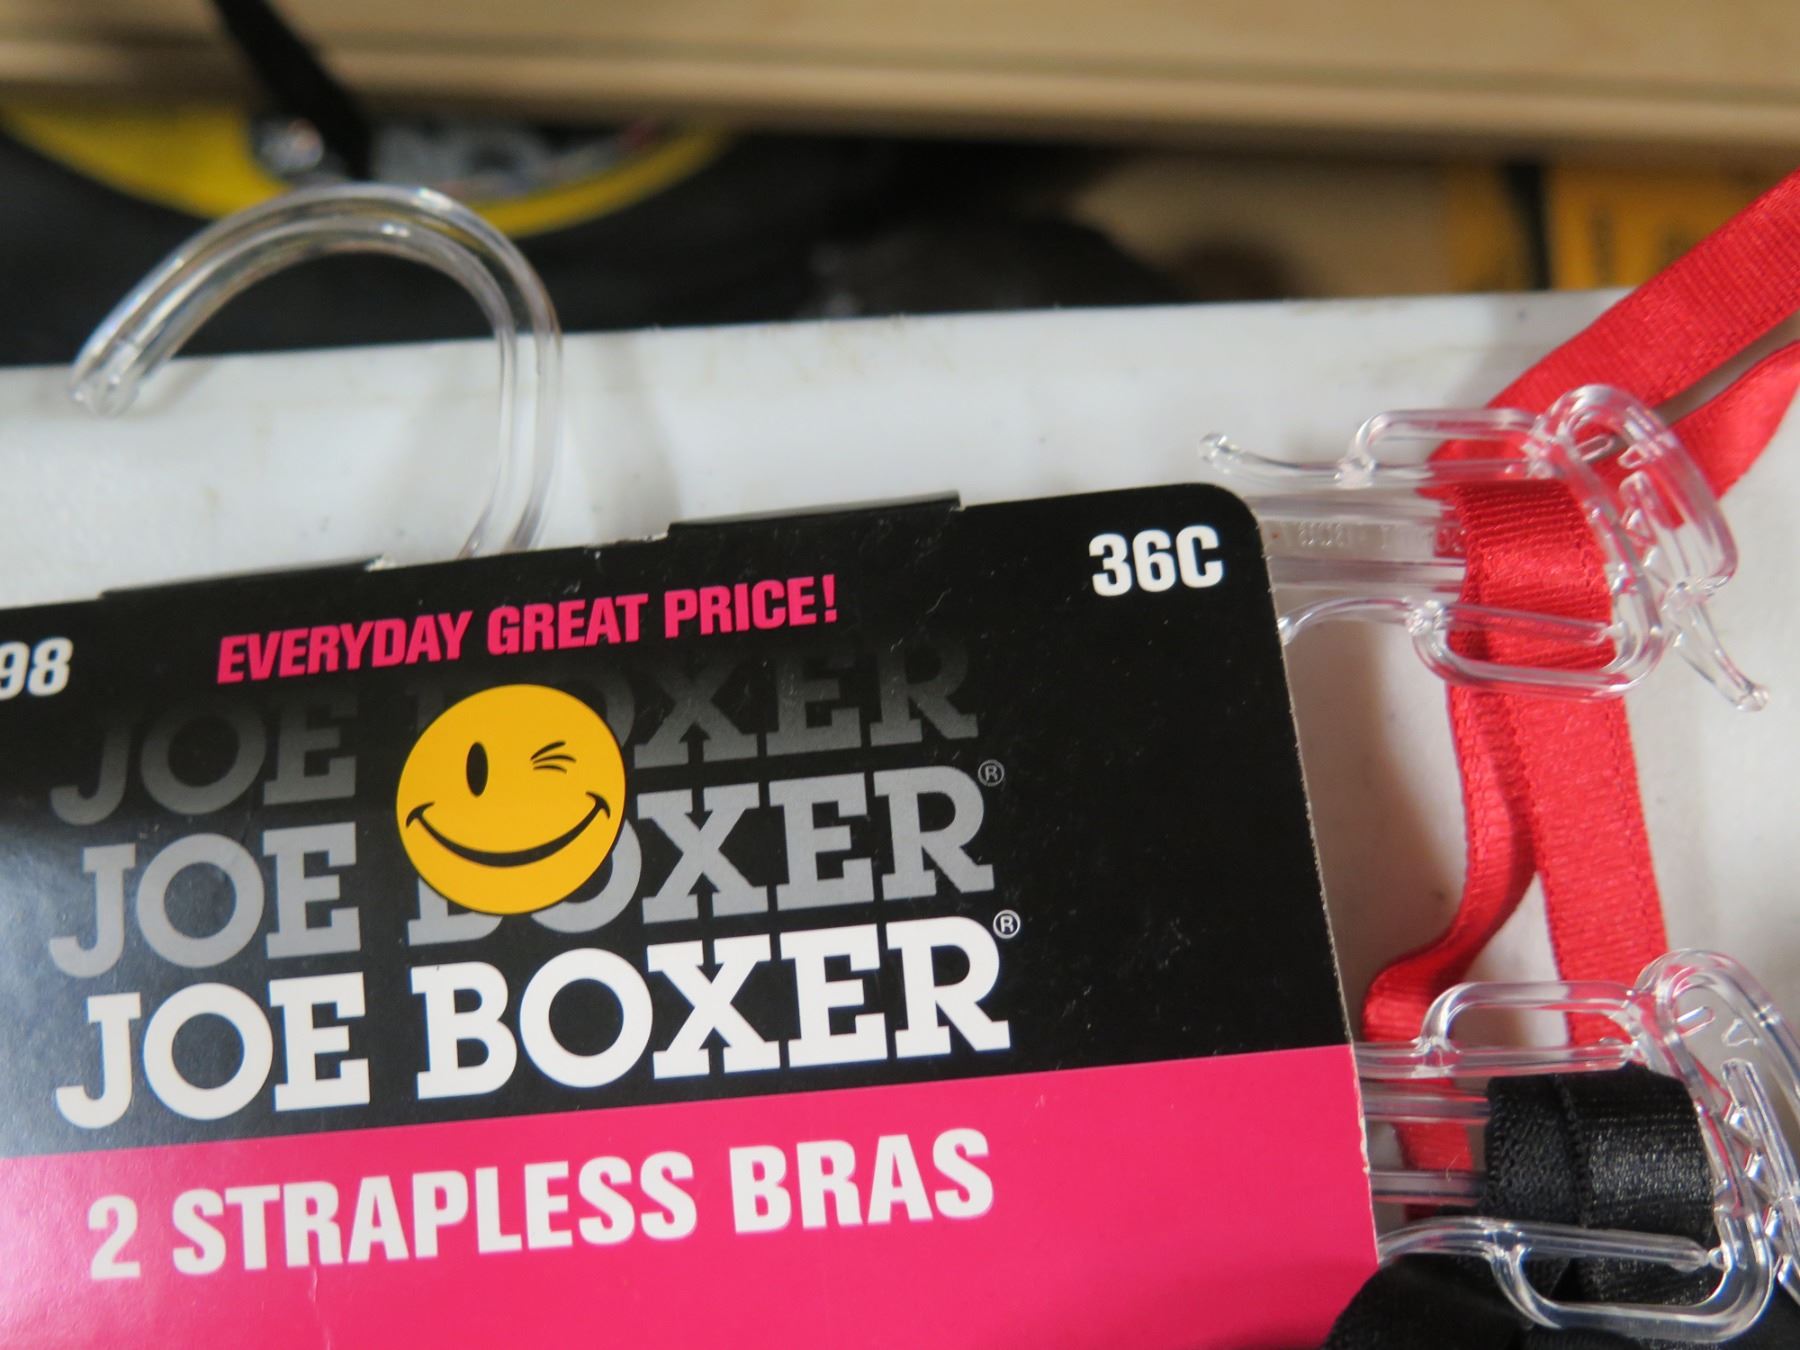 36C
98
EVERYDAY GREAT PRICE!
JOE BOXER
JOE BOXER®
JOE BOXER®
2 STRAPLESS BRAS